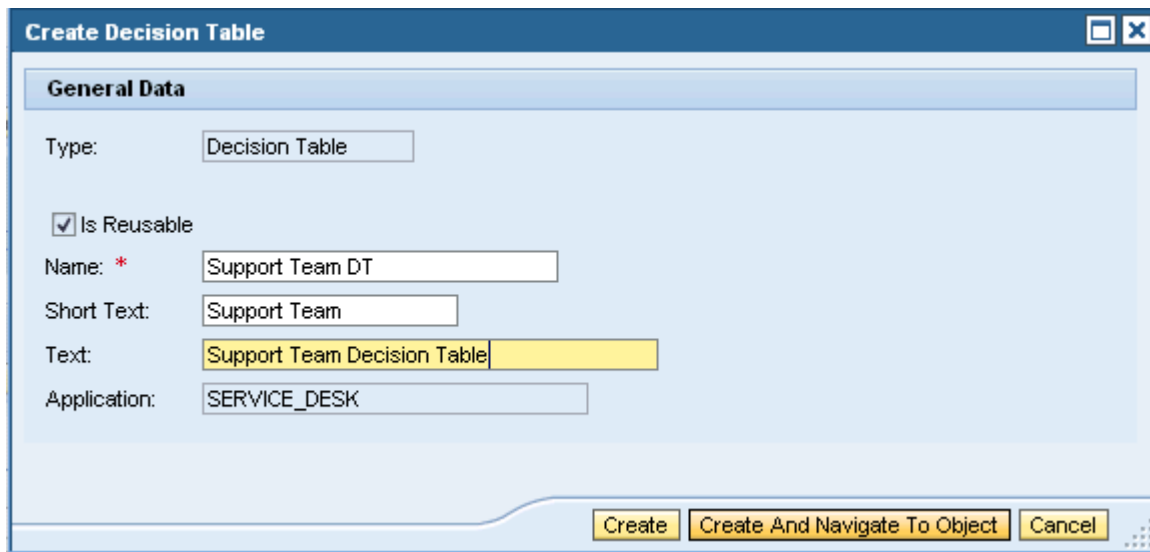 Create Decision Table
General Data
Type: Decision Table
Is Reusable
Name: * Support Team DT
Short Text: Support Team
Text: Support Team Decision Table
Application: SERVICE_DESK
Create Create And Navigate To Object Cancel